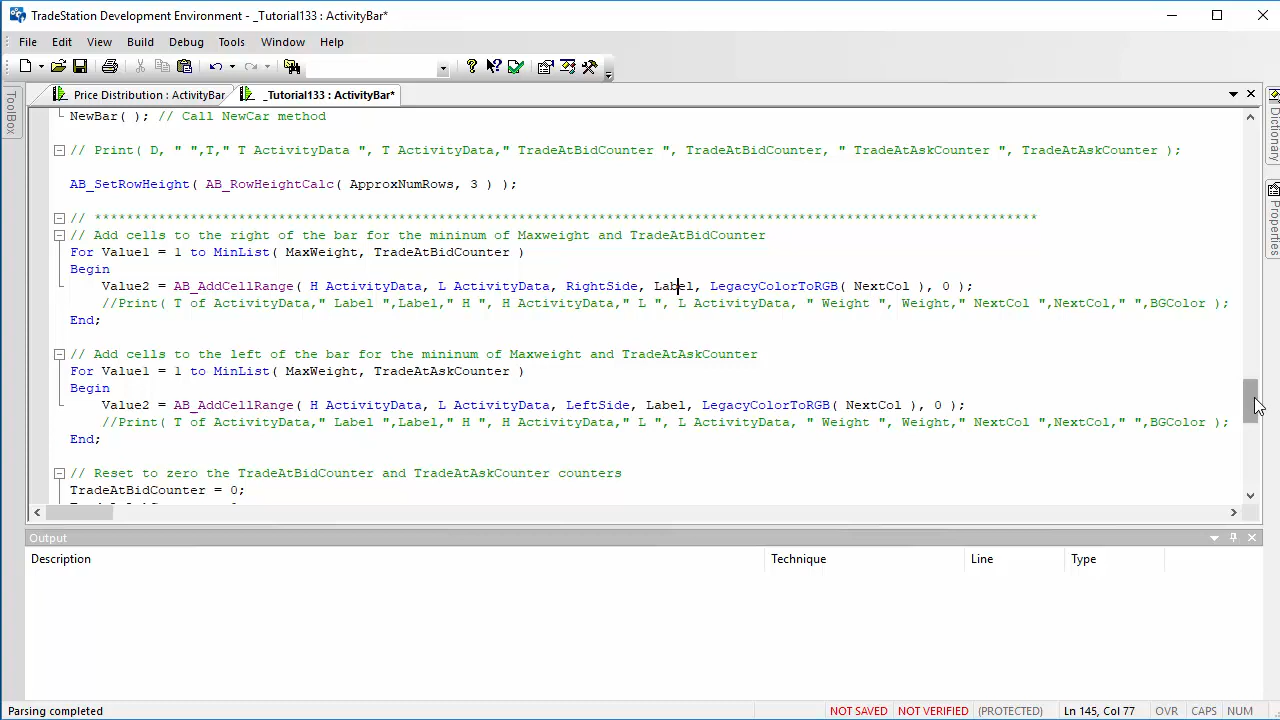 TradeStation Development Environment - _Tutorial133 : ActivityBar*
File Edit View Build Debug Tools Window Help
Price Distribution : ActivityBar _Tutorial133 : ActivityBar*
ToolBox
Dictionary
Properties
NewBar( ); // Call NewCar method
// Print( D, " ",T," T ActivityData ", T ActivityData," TradeAtBidCounter ", TradeAtBidCounter, " TradeAtAskCounter ", TradeAtAskCounter );
AB_SetRowHeight( AB_RowHeightCalc( ApproxNumRows, 3 ) );
// **********************************************************************************************************************
// Add cells to the right of the bar for the mininum of Maxweight and TradeAtBidCounter
For Value1 = 1 to MinList( MaxWeight, TradeAtBidCounter )
Begin
Value2 = AB_AddCellRange( H ActivityData, L ActivityData, RightSide, Label, LegacyColorToRGB( NextCol ), 0 );
//Print( T of ActivityData," Label ",Label," H ", H ActivityData," L ", L ActivityData, " Weight ", Weight," NextCol ",NextCol," ",BGColor );
End;
// Add cells to the left of the bar for the mininum of Maxweight and TradeAtAskCounter
For Value1 = 1 to MinList( MaxWeight, TradeAtAskCounter )
Begin
Value2 = AB_AddCellRange( H ActivityData, L ActivityData, LeftSide, Label, LegacyColorToRGB( NextCol ), 0 );
//Print( T of ActivityData," Label ",Label," H ", H ActivityData," L ", L ActivityData, " Weight ", Weight," NextCol ",NextCol," ",BGColor );
End;
// Reset to zero the TradeAtBidCounter and TradeAtAskCounter counters
TradeAtBidCounter = 0;
Output
Description Technique Line Type
Parsing completed NOT SAVED NOT VERIFIED (PROTECTED) Ln 145, Col 77 OVR CAPS NUM